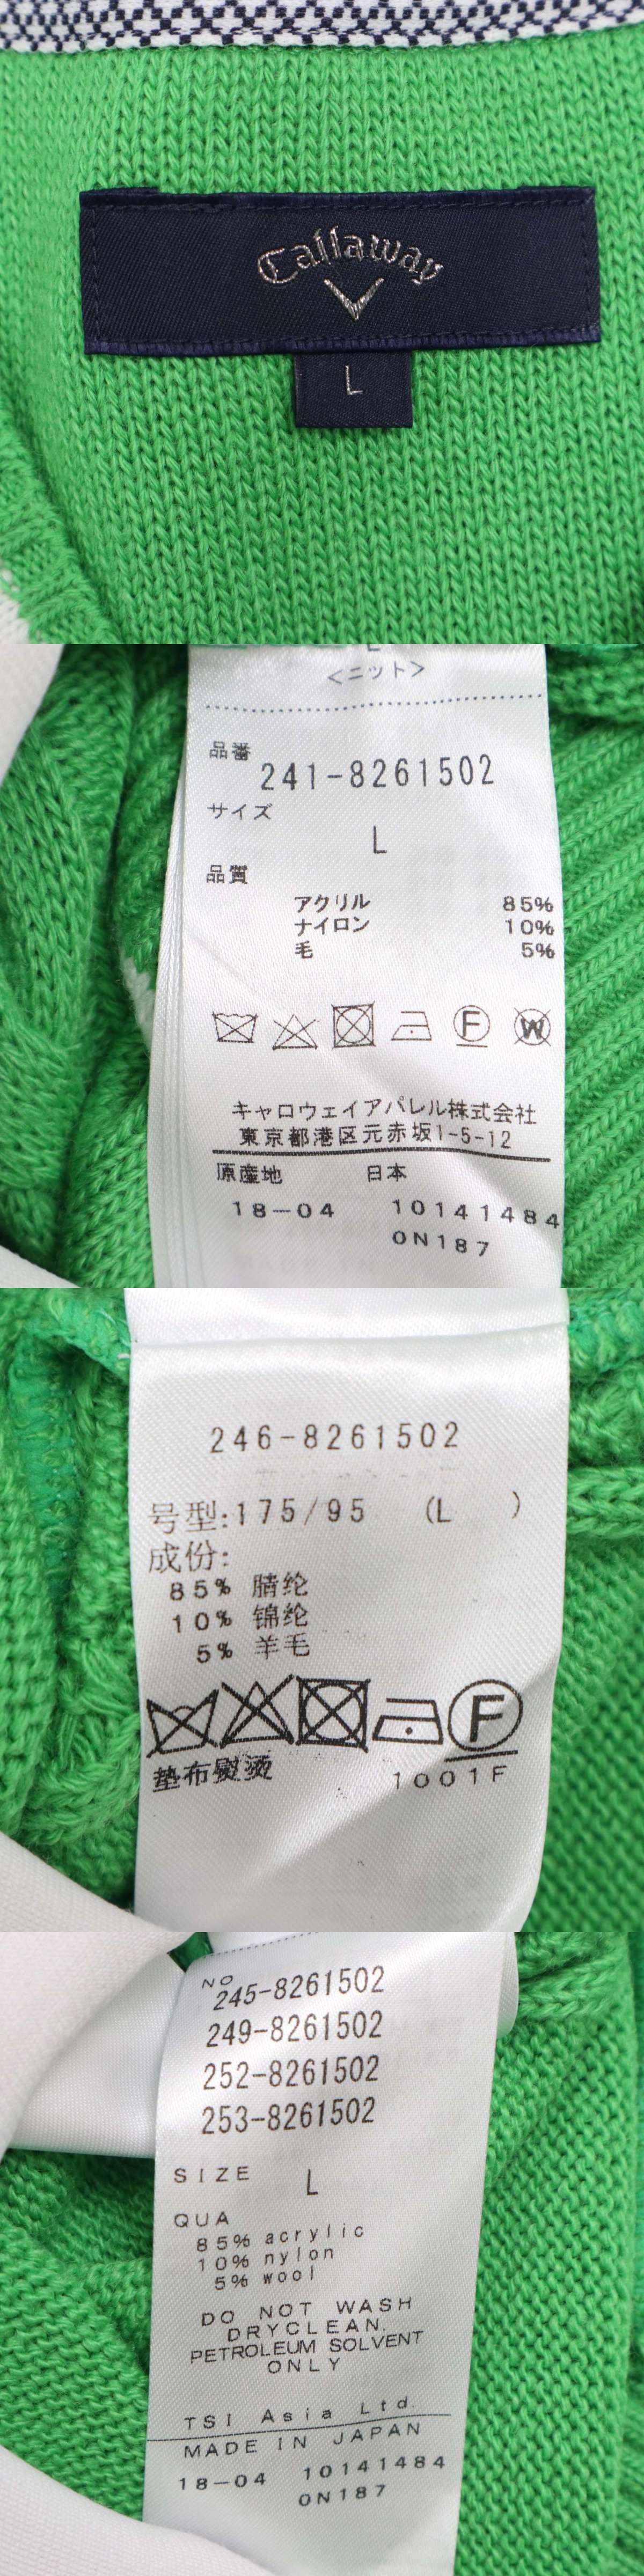 Callaway
L
<ニット>
品番
241-8261502
サイズ
L
品質
アクリル 85%
ナイロン 10%
毛 5%
F W
キャロウェイアパレル株式会社
東京都港区元赤坂1-5-12
原産地 日本
18-04 10141484
0N187
246-8261502
号型:175/95 (L )
成份:
85% 腈纶
10% 锦纶
5% 羊毛
F
垫布熨烫 1001F
NO
245-8261502
249-8261502
252-8261502
253-8261502
SIZE L
QUA
85% acrylic
10% nylon
5% wool
DO NOT WASH
DRYCLEAN.
PETROLEUM SOLVENT
ONLY
TSI Asia Ltd.
MADE IN JAPAN
18-04 10141484
0N187